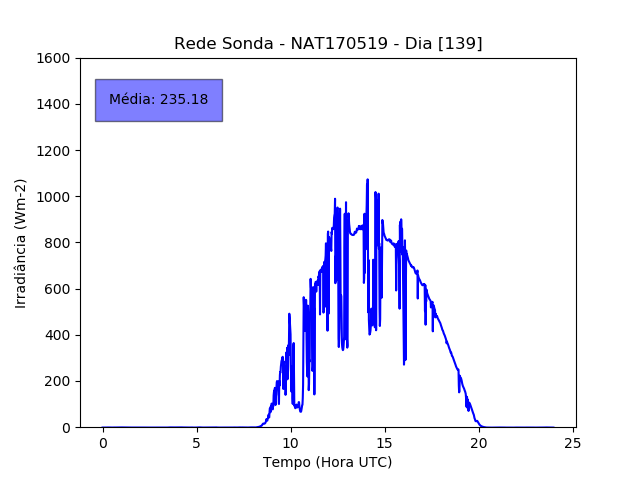 Rede Sonda - NAT170519 - Dia [139]
1600
1400
1200
1000
800
600
400
200
0
Irradiância (Wm-2)
Média: 235.18
0 5 10 15 20 25
Tempo (Hora UTC)